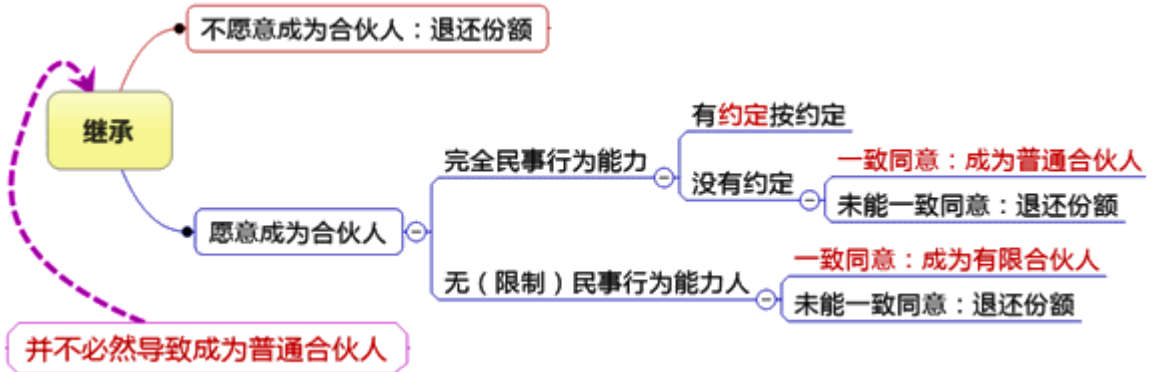 不愿意成为合伙人：退还份额
继承
有约定按约定
完全民事行为能力
一致同意：成为普通合伙人
没有约定
未能一致同意：退还份额
愿意成为合伙人
一致同意：成为有限合伙人
无（限制）民事行为能力人
未能一致同意：退还份额
并不必然导致成为普通合伙人